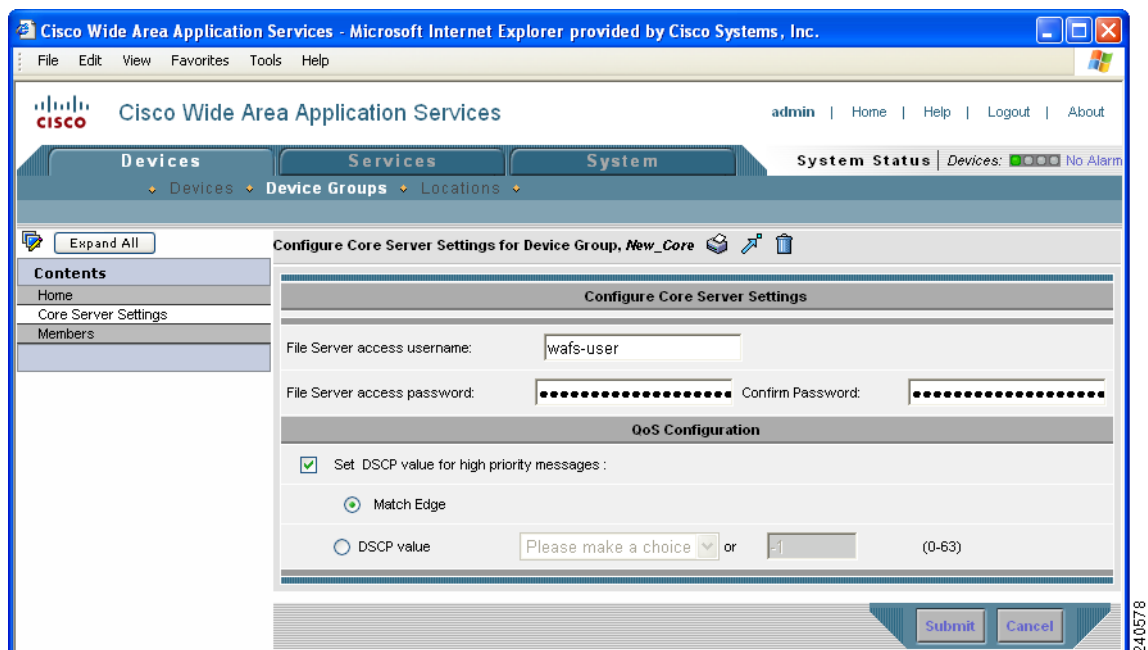 Cisco Wide Area Application Services - Microsoft Internet Explorer provided by Cisco Systems, Inc.
File Edit View Favorites Tools Help
CISCO Cisco Wide Area Application Services admin | Home | Help | Logout | About
Devices Services System System Status | Devices: No Alarm
Devices Device Groups Locations
Expand All Configure Core Server Settings for Device Group, New_Core
Contents
Home
Core Server Settings
Members
Configure Core Server Settings
File Server access username: wafs-user
File Server access password: •••••••••••••••••• Confirm Password: ••••••••••••••••••
QoS Configuration
Set DSCP value for high priority messages :
Match Edge
DSCP value Please make a choice or -1 (0-63)
Submit Cancel
240578